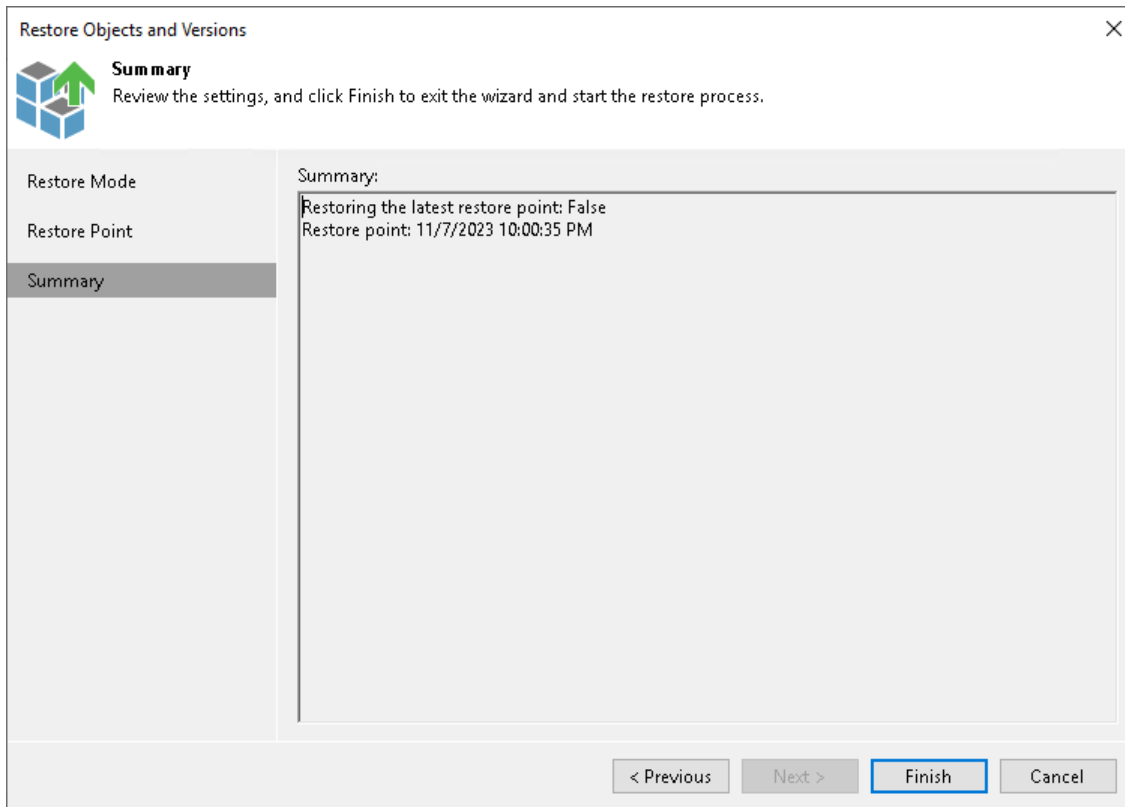 Restore Objects and Versions
Summary
Review the settings, and click Finish to exit the wizard and start the restore process.
Restore Mode
Restore Point
Summary
Summary:
Restoring the latest restore point: False
Restore point: 11/7/2023 10:00:35 PM
< Previous
Next >
Finish
Cancel